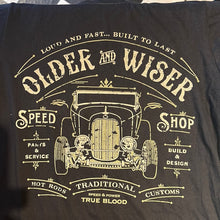 LOUD AND FAST... BUILT TO LAST
OLDER AND WISER
SPEED SHOP
PARTS & SERVICE
BUILD & DESIGN
HOT RODS TRADITIONAL CUSTOMS
SPEED & POWER
TRUE BLOOD